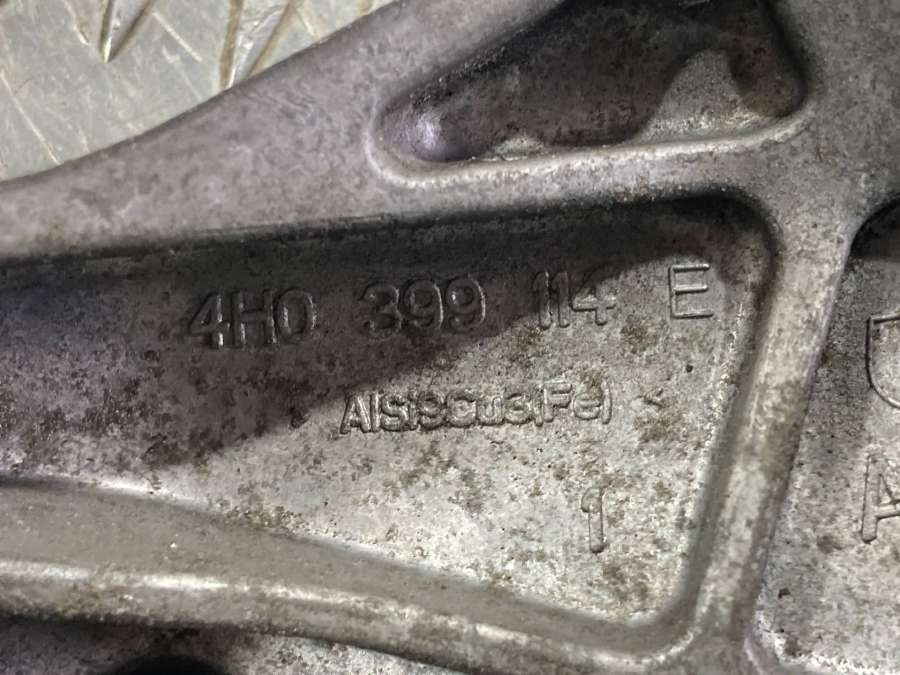 4H0 399 114 E
AlSi9Cu3(Fe)
1
A